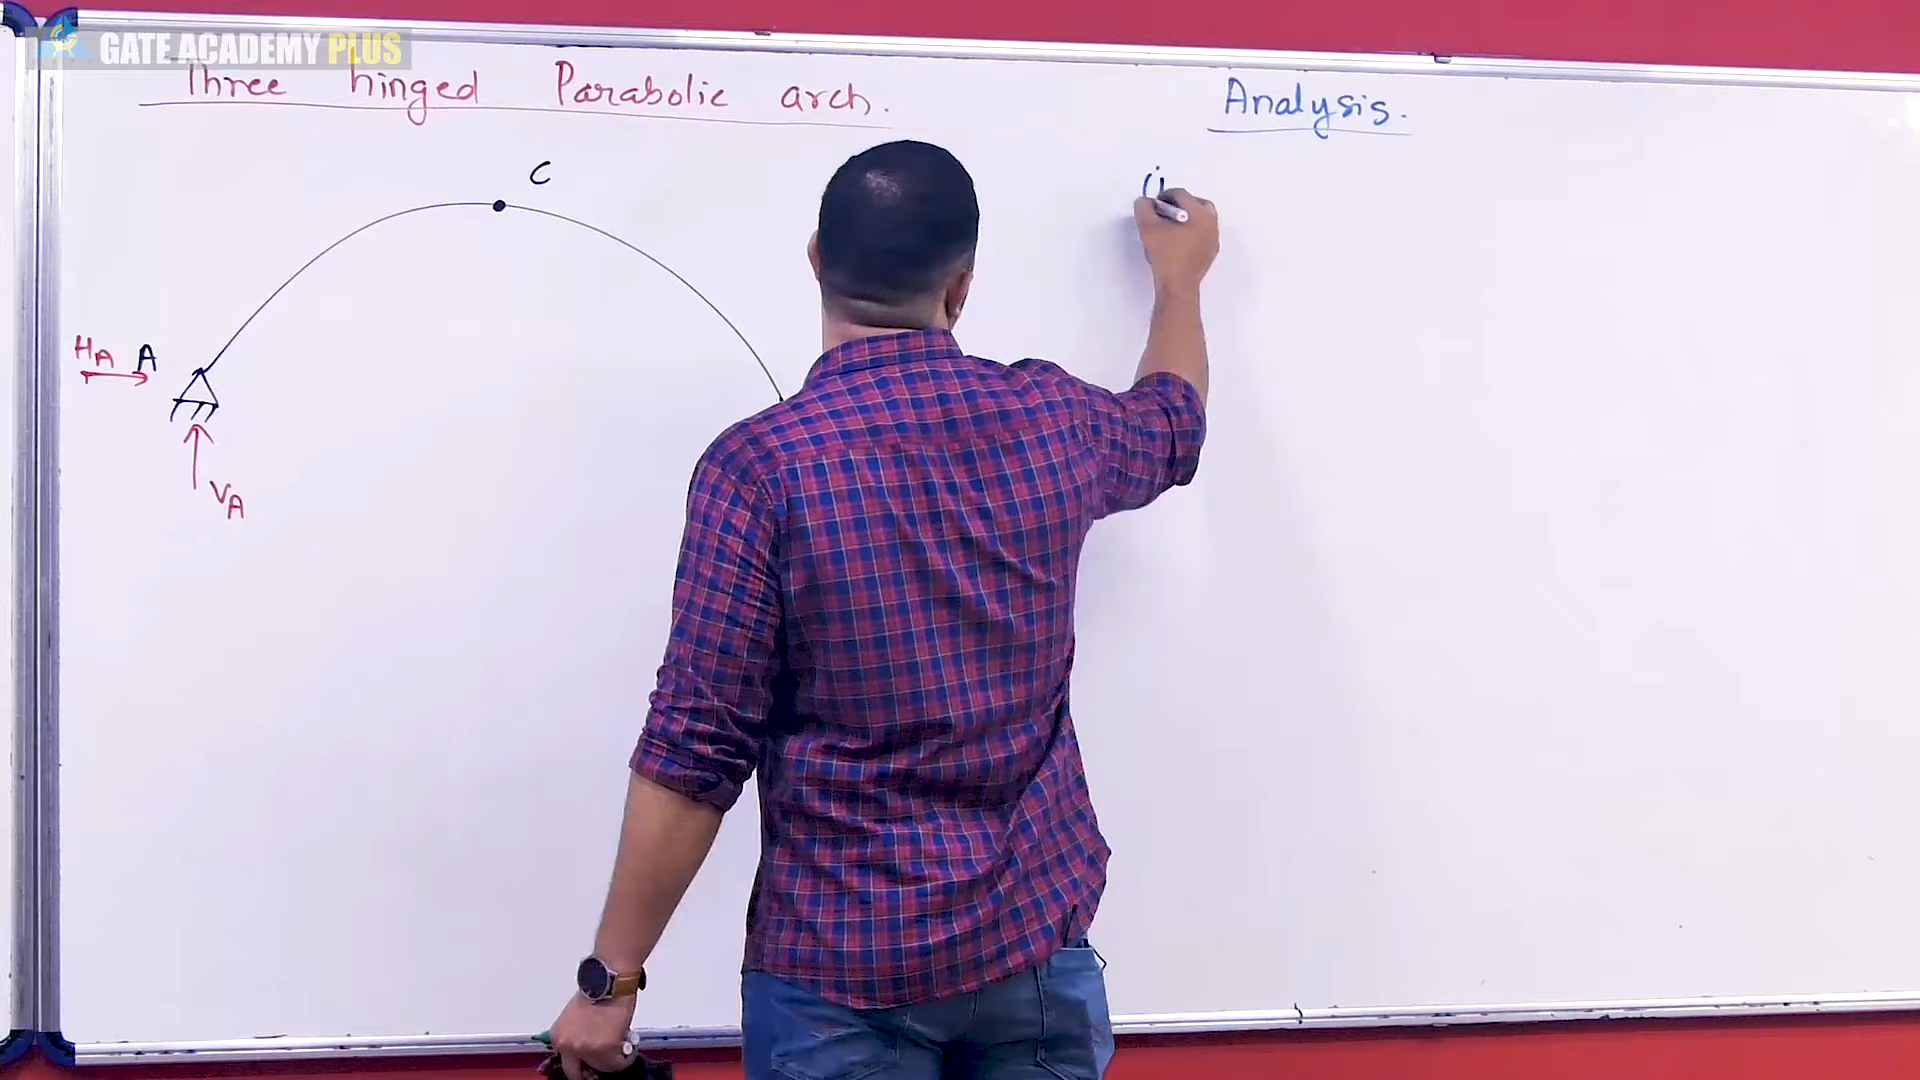 GATE ACADEMY PLUS
Three hinged Parabolic arch.
Analysis.
C
(i
HA A
VA